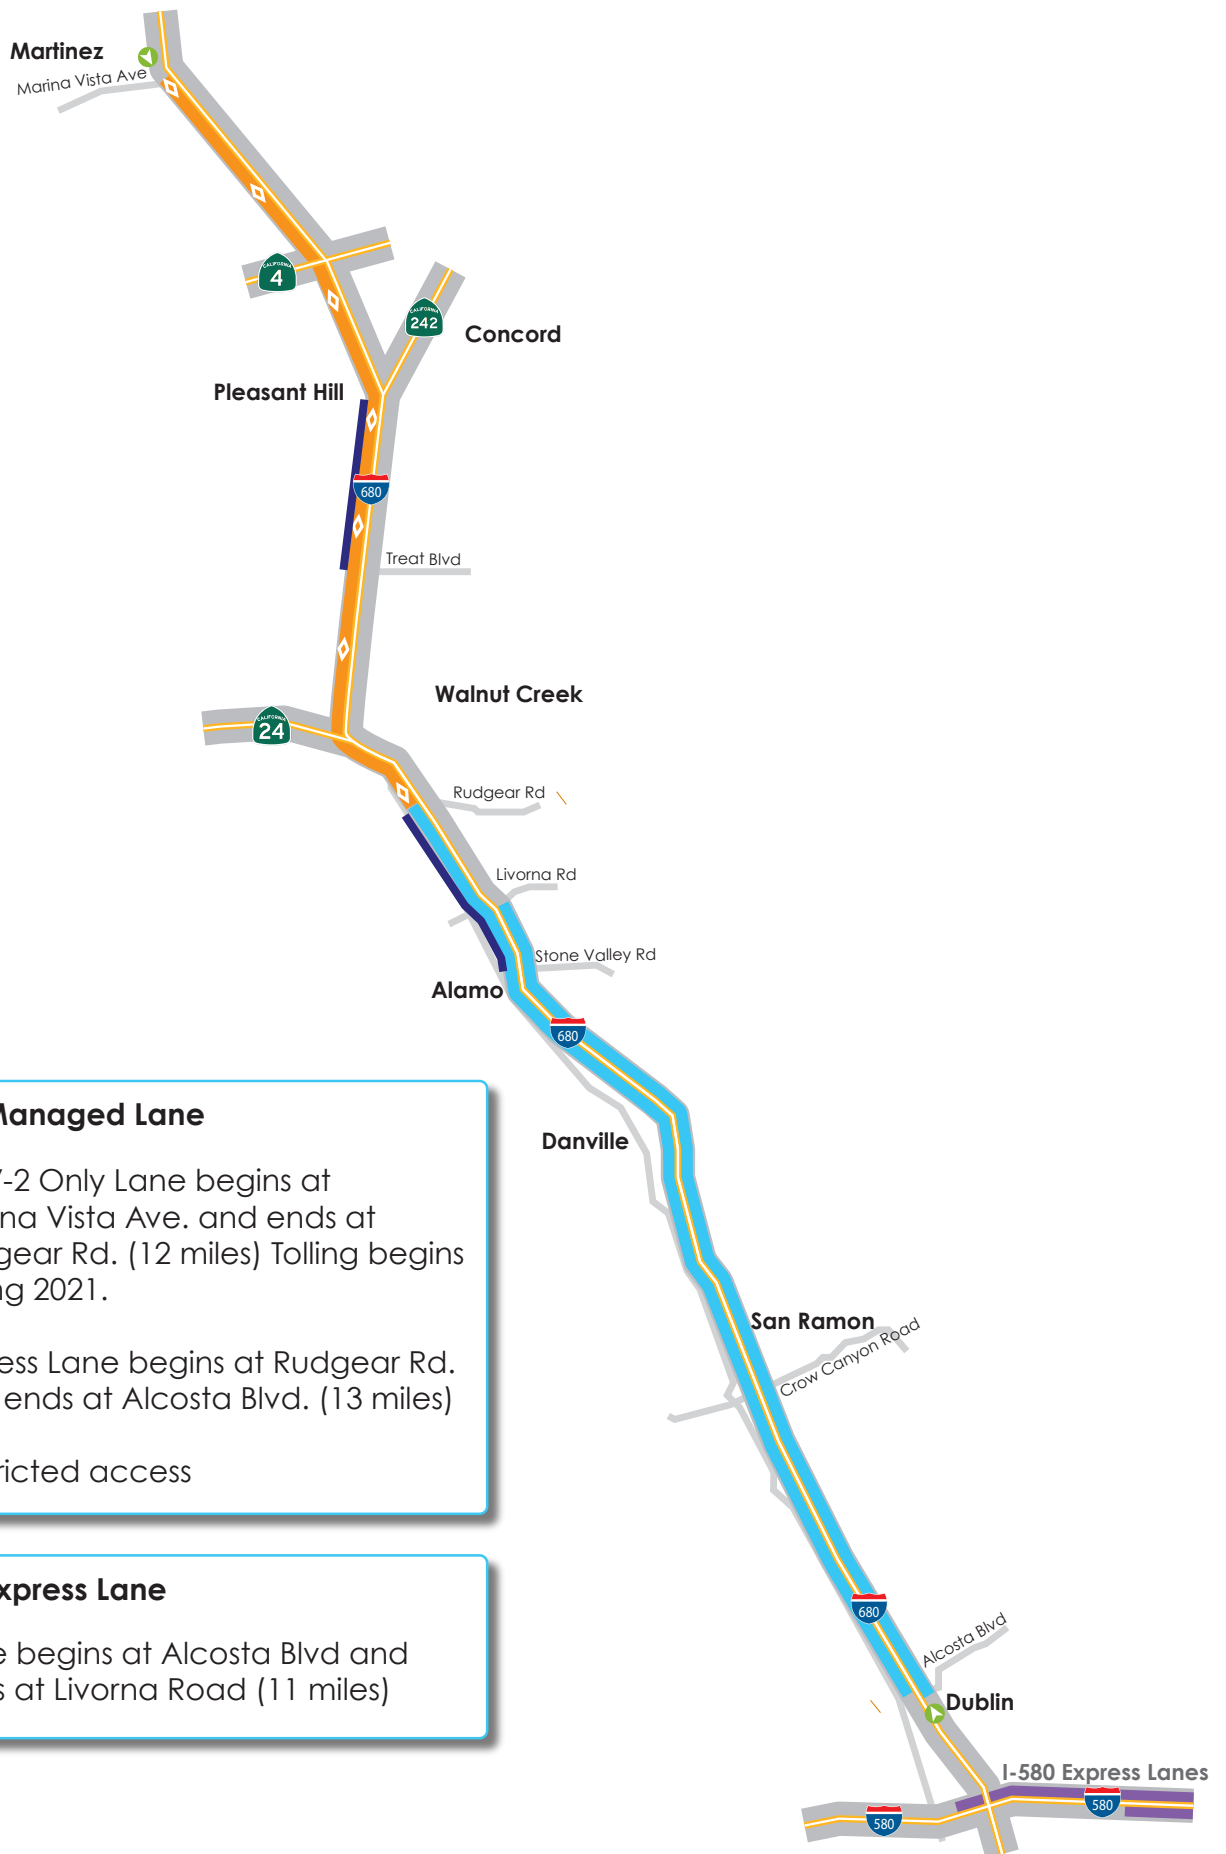 Martinez
Marina Vista Ave
CALIFORNIA
4
CALIFORNIA
242
Concord
Pleasant Hill
680
Treat Blvd
Walnut Creek
CALIFORNIA
24
Rudgear Rd
Livorna Rd
Stone Valley Rd
Alamo
680
Managed Lane
-2 Only Lane begins at
na Vista Ave. and ends at
gear Rd. (12 miles) Tolling begins
ng 2021.
ess Lane begins at Rudgear Rd.
ends at Alcosta Blvd. (13 miles)
ricted access
Danville
San Ramon
Crow Canyon Road
xpress Lane
e begins at Alcosta Blvd and
s at Livorna Road (11 miles)
680
Alcosta Blvd
Dublin
I-580 Express Lanes
580
580